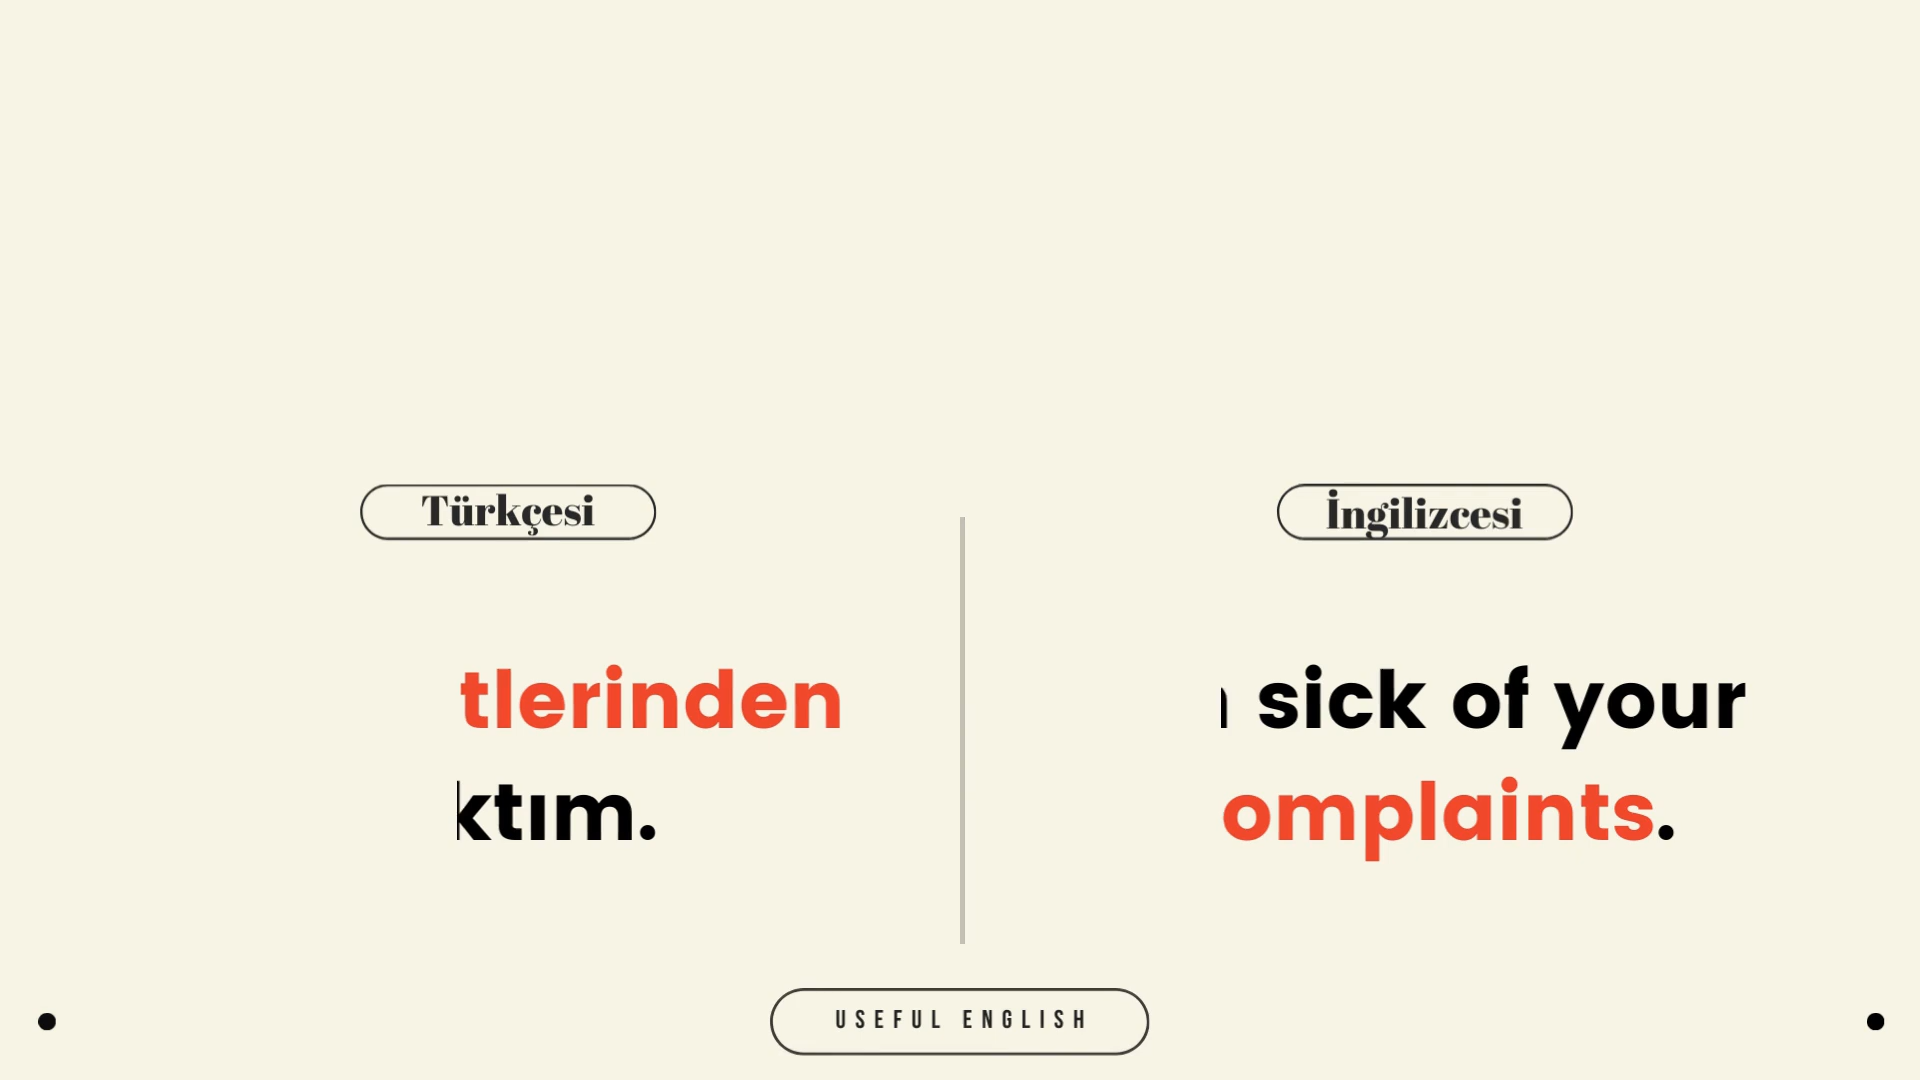 Türkçesi
tlerinden
ktım.
İngilizcesi
sick of your
omplaints.
USEFUL ENGLISH